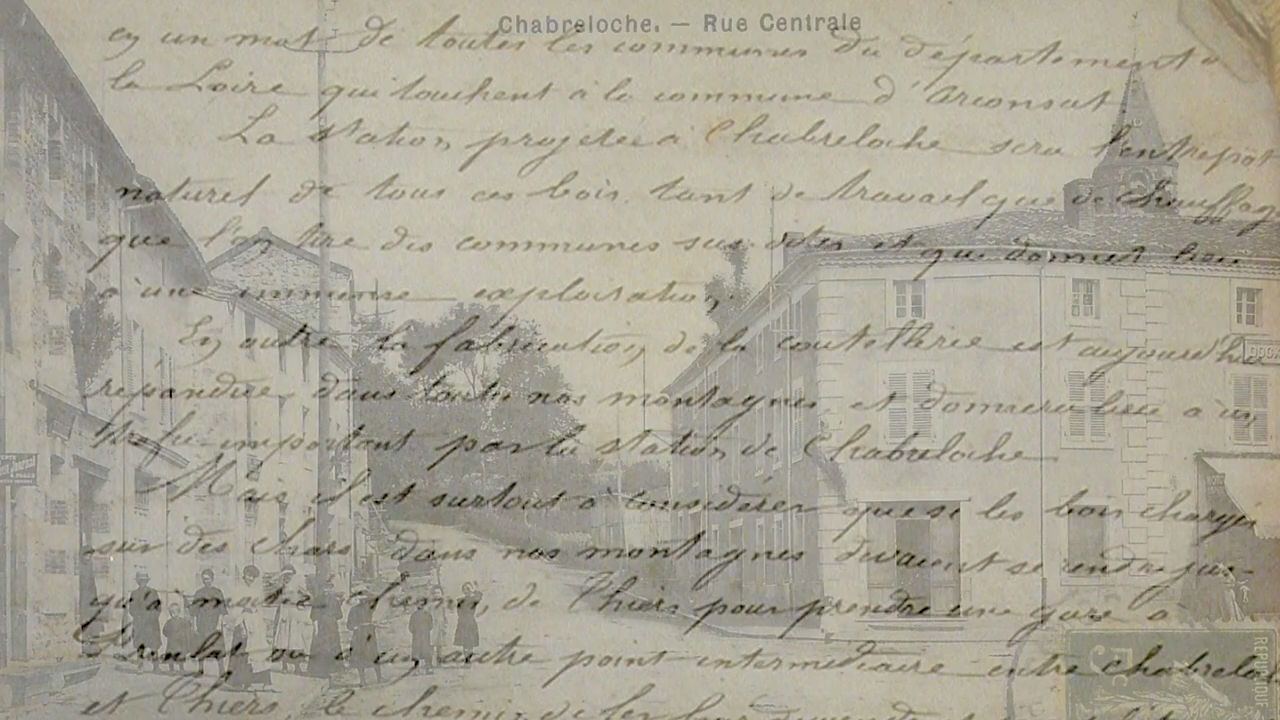 Chabreloche. — Rue Centrale
en un mot de toutes les communes du département de
la Loire qui touchent à la commune d'Arconsat.
La station projetée à Chabreloche sera l'entrepôt
naturel de tous ces bois, tant de travail que de chauffage
que l'on tire des communes sus dites et qui donnent lieu
à une immense exploitation.
En outre la fabrication de la coutellerie est aujourd'hui
répandue dans toutes nos montagnes, et donnera lieu à un
trafic important par la station de Chabreloche
Mais il est surtout à considérer que si les bois chargés
sur des chars dans nos montagnes devaient se rendre jus-
qu'à moitié chemin, de Thiers pour prendre une gare à
ou à un autre point intermédiaire entre Chabreloche
et Thiers, le chemin de fer
5c
REPUBLIQUE